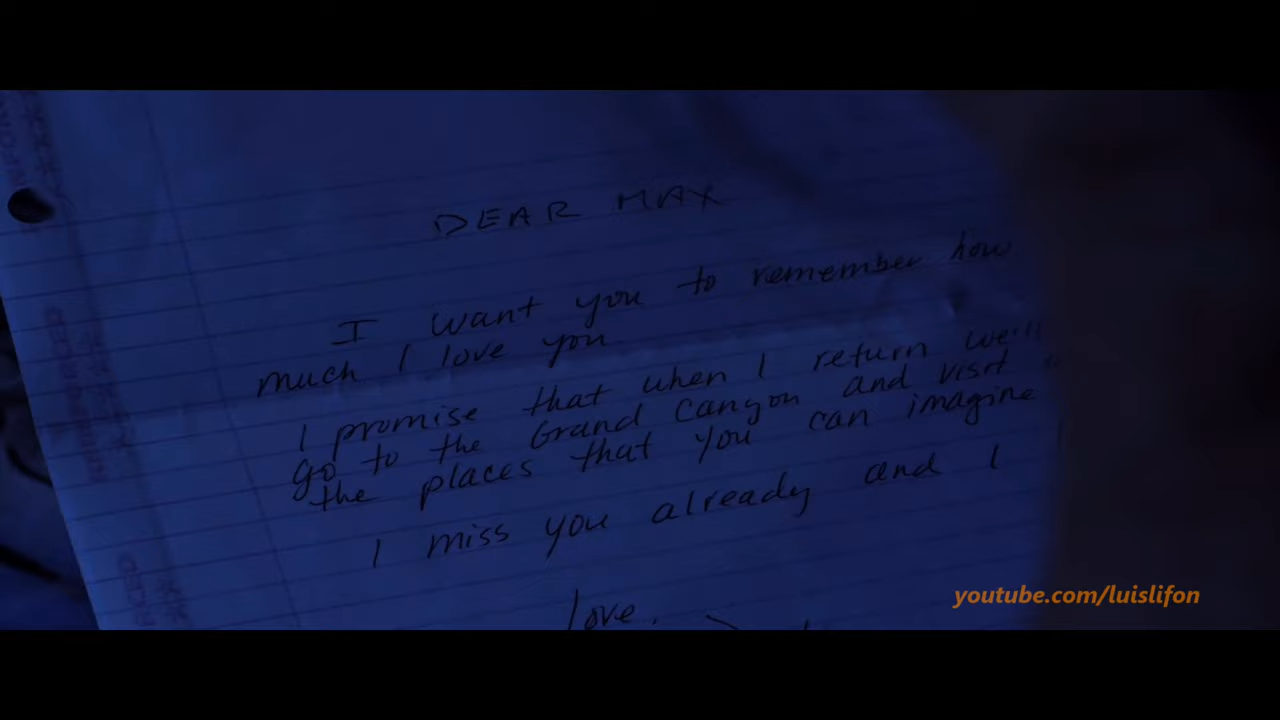 DEAR MAX
I want you to remember how
much I love you
I promise that when I return we'll
go to the Grand Canyon and visit
the places that you can imagine
I miss you already and I
love,
youtube.com/luislifon